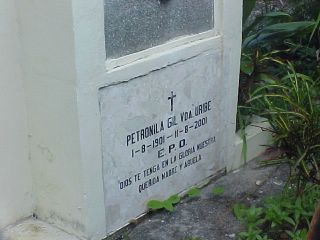 PETRONILA GIL VDA. URIBE
1-8-1901-11-8-2001
E.P.D.
DIOS TE TENGA EN LA GLORIA NUESTRA
QUERIDA MADRE Y ABUELA